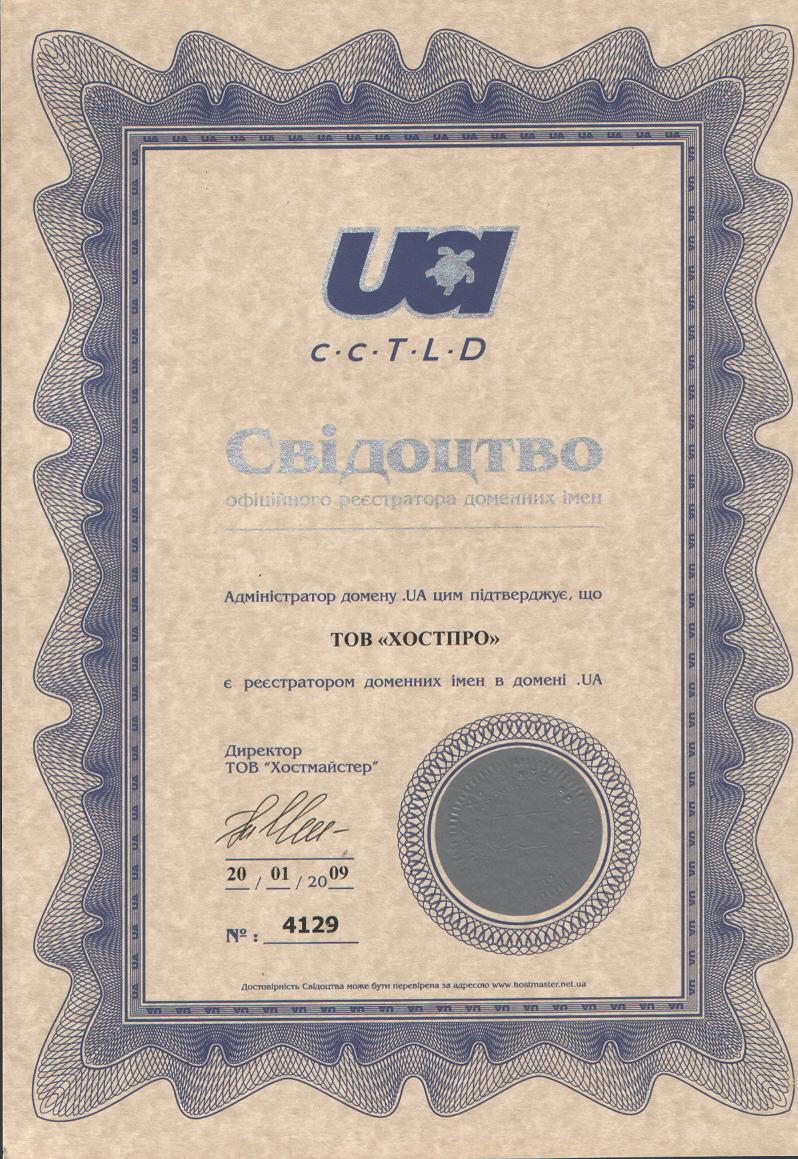 UA
C·C·T·L·D
Свідоцтво
офіційного реєстратора доменних імен
Адміністратор домену .UA цим підтверджує, що
ТОВ «ХОСТПРО»
є реєстратором доменних імен в домені .UA
Директор
ТОВ "Хостмайстер"
20 / 01 / 2009
№ : 4129
Достовірність Свідоцтва може бути перевірена за адресою www.hostmaster.net.ua